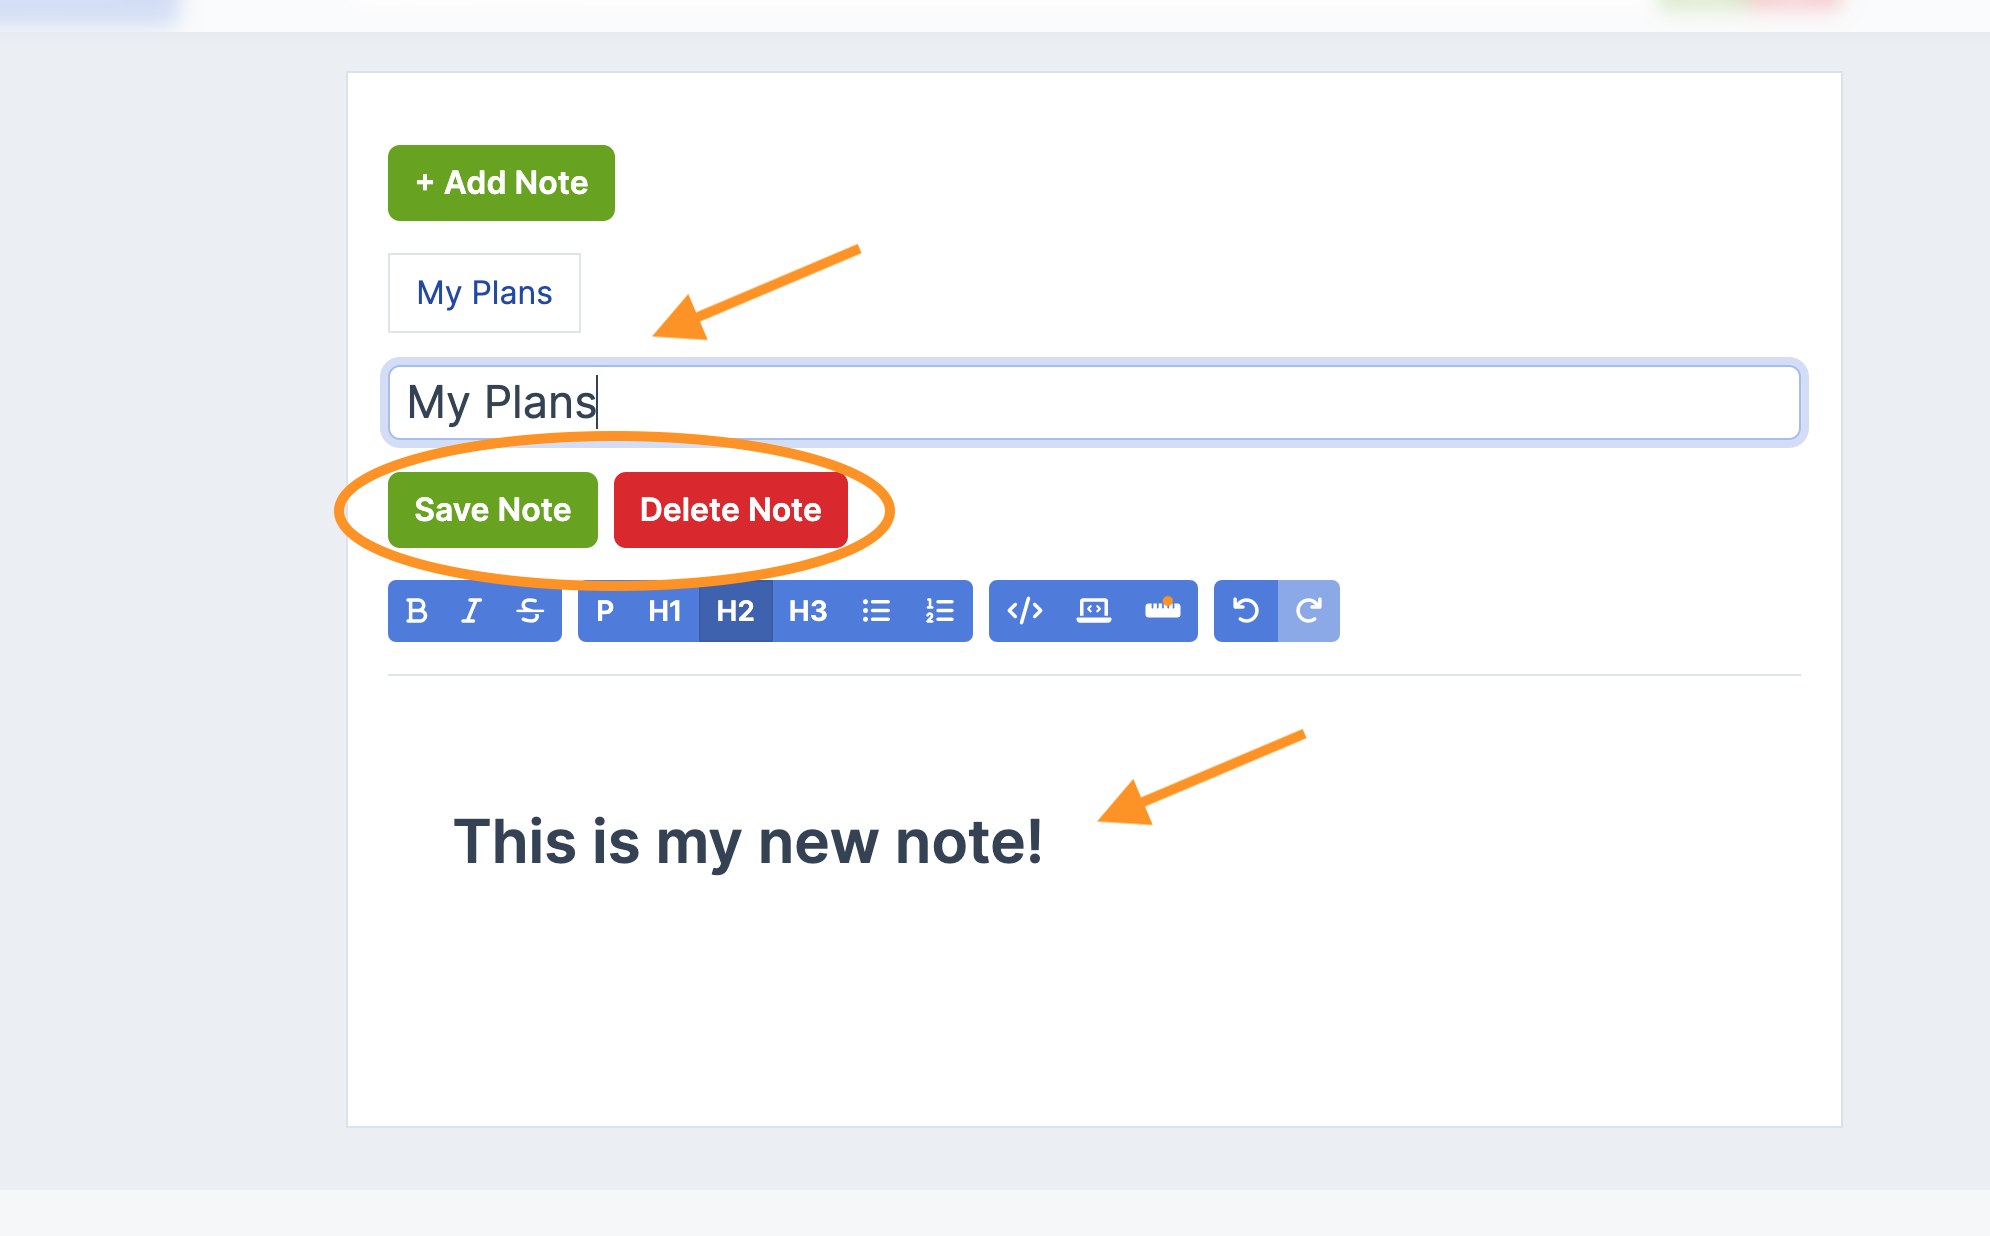 + Add Note
My Plans
My Plans
Save Note Delete Note
B I S P H1 H2 H3 </>
This is my new note!